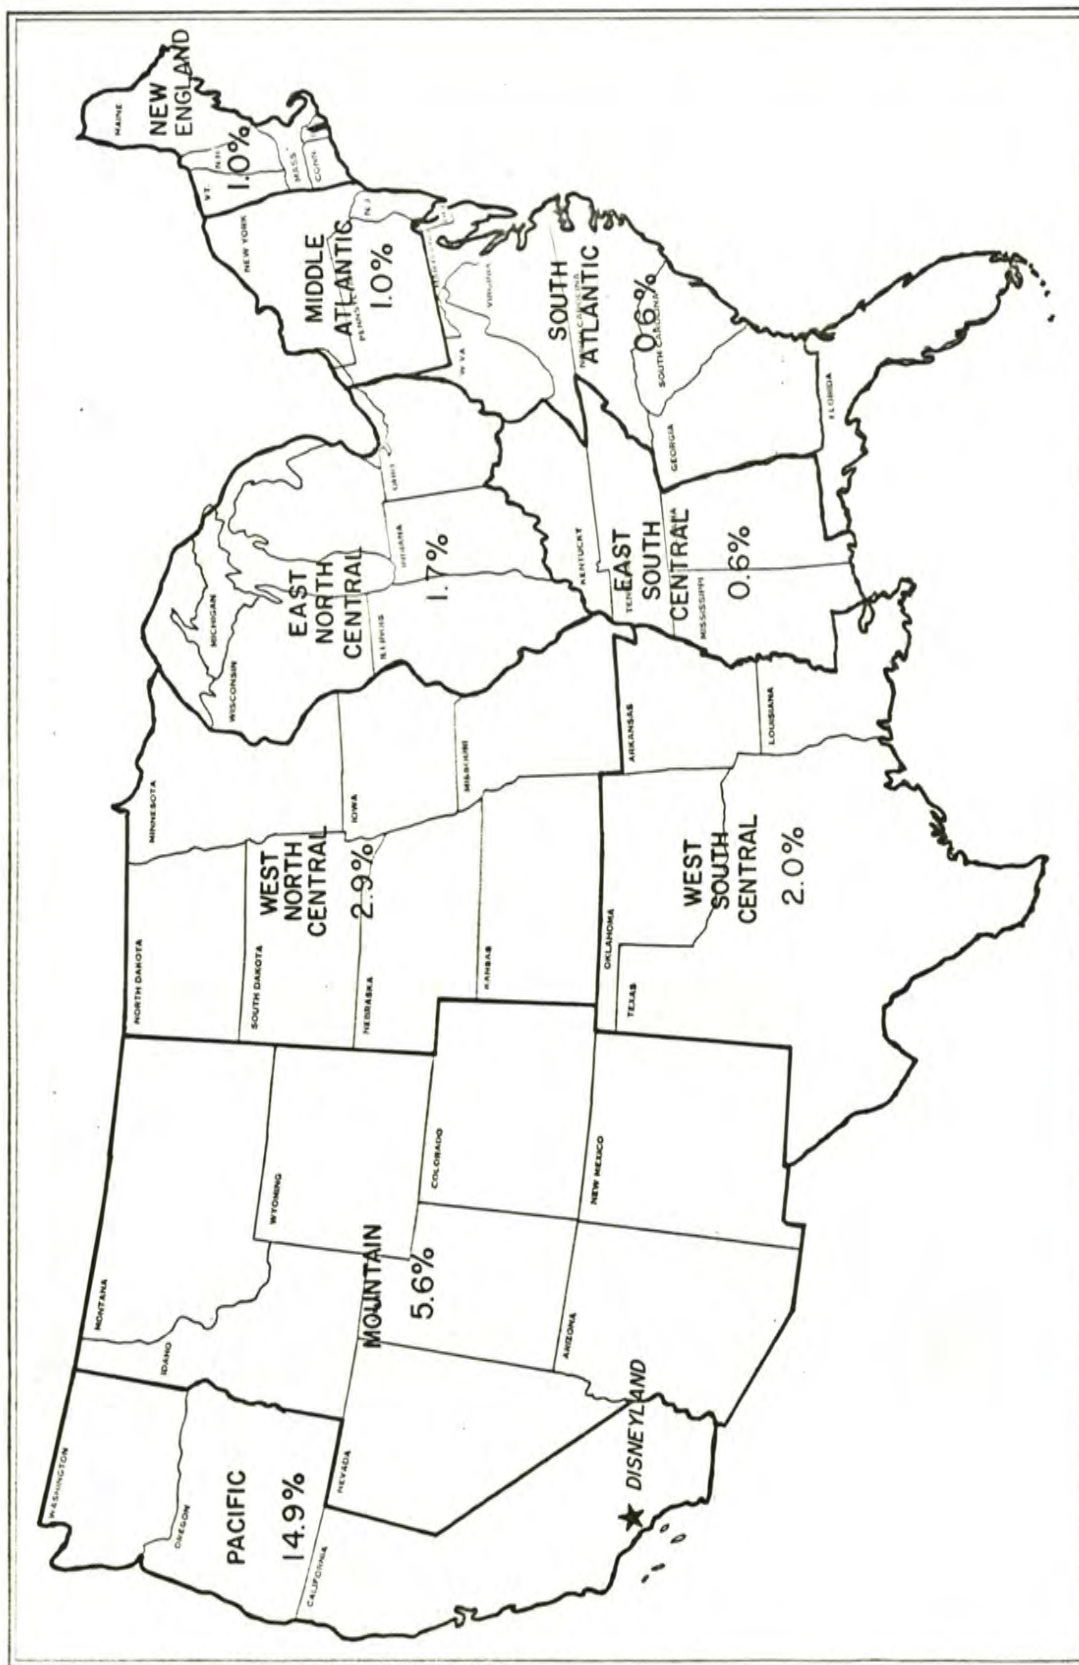 WASHINGTON
OREGON
PACIFIC
14.9%
CALIFORNIA
MONTANA
IDAHO
WYOMING
MOUNTAIN
5.6%
NEVADA
COLORADO
ARIZONA
NEW MEXICO
DISNEYLAND
NORTH DAKOTA
MINNESOTA
SOUTH DAKOTA
WEST
NORTH
CENTRAL
2.9%
NEBRASKA
IOWA
KANSAS
MISSOURI
OKLAHOMA
TEXAS
ARKANSAS
WEST
SOUTH
CENTRAL
2.0%
LOUISIANA
WISCONSIN
MICHIGAN
EAST
NORTH
CENTRAL
ILLINOIS
INDIANA
OHIO
1.7%
KENTUCKY
EAST
SOUTH
CENTRAL
MISSISSIPPI
0.6%
GEORGIA
FLORIDA
W VA
VIRGINIA
SOUTH
ATLANTIC
0.6%
SOUTH CAROLINA
NEW YORK
MIDDLE
ATLANTIC
1.0%
N.J.
MAINE
NEW
ENGLAND
VT.
N.H.
1.0%
MASS
CONN